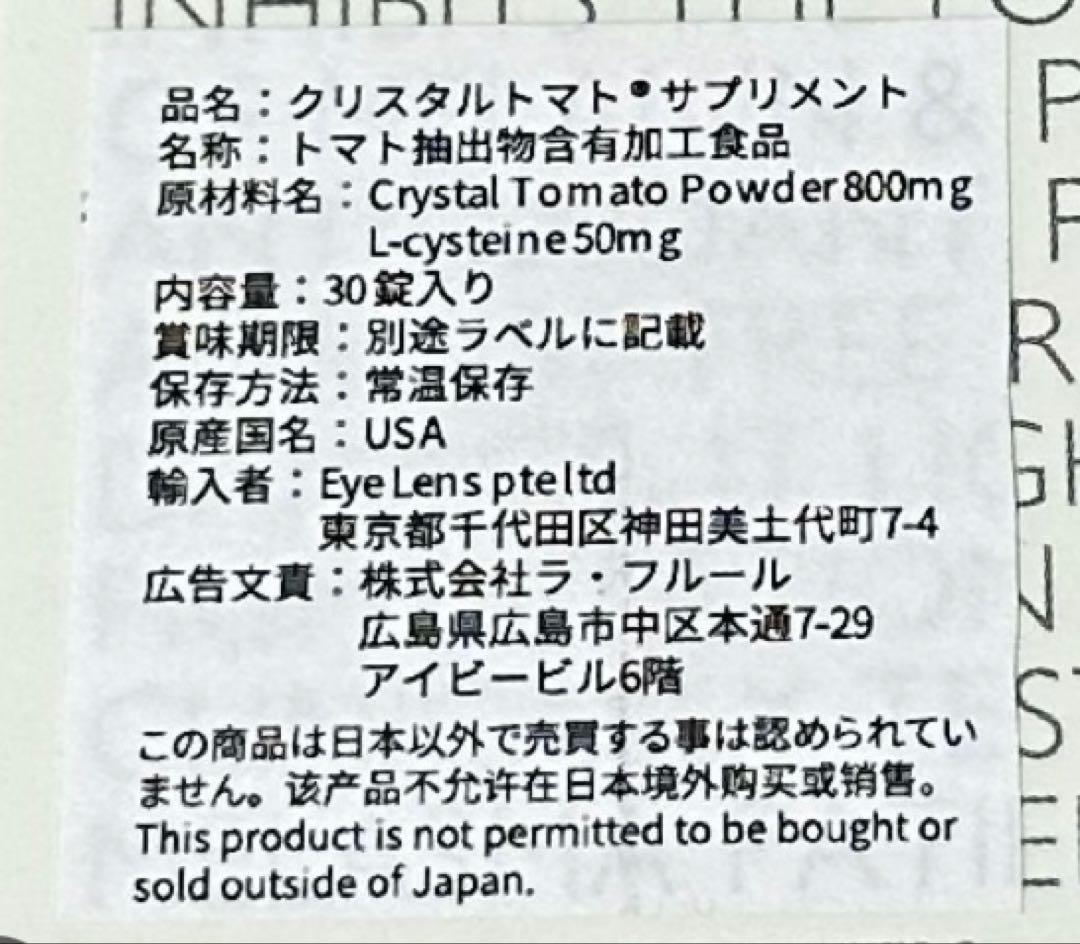 品名：クリスタルトマト®サプリメント
名称：トマト抽出物含有加工食品
原材料名：Crystal Tomato Powder 800mg
L-cysteine 50mg
内容量：30錠入り
賞味期限：別途ラベルに記載
保存方法：常温保存
原産国名：USA
輸入者：Eye Lens pte ltd
東京都千代田区神田美土代町7-4
広告文責：株式会社ラ・フルール
広島県広島市中区本通7-29
アイビービル6階
この商品は日本以外で売買する事は認められてい
ません。该产品不允许在日本境外购买或销售。
This product is not permitted to be bought or
sold outside of Japan.